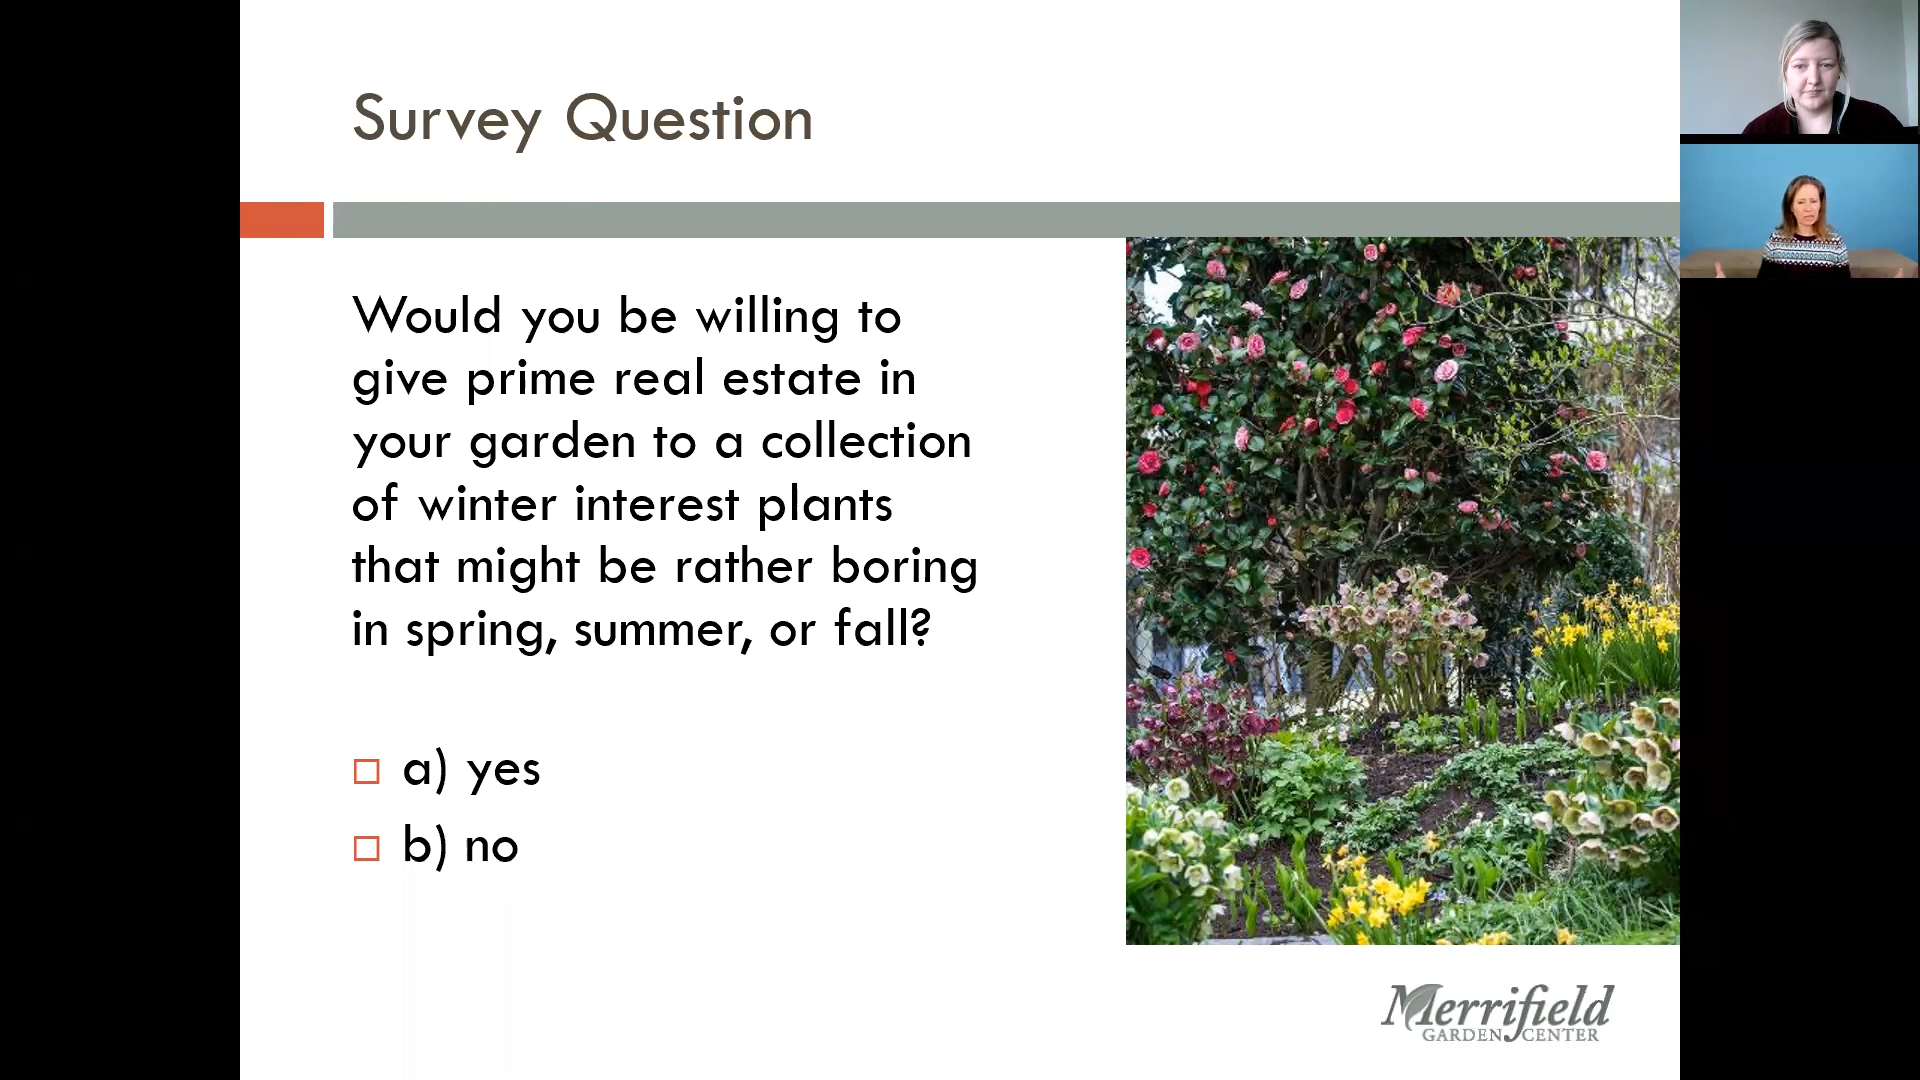 Survey Question
Would you be willing to
give prime real estate in
your garden to a collection
of winter interest plants
that might be rather boring
in spring, summer, or fall?
a) yes
b) no
Merrifield
GARDEN CENTER